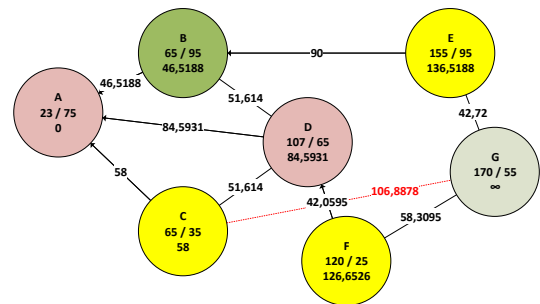 B
65 / 95
46,5188
E
155 / 95
136,5188
90
46,5188
A
23 / 75
0
51,614
42,72
84,5931
D
107 / 65
84,5931
G
170 / 55
∞
58
51,614
106,8878
C
65 / 35
58
42,0595
58,3095
F
120 / 25
126,6526